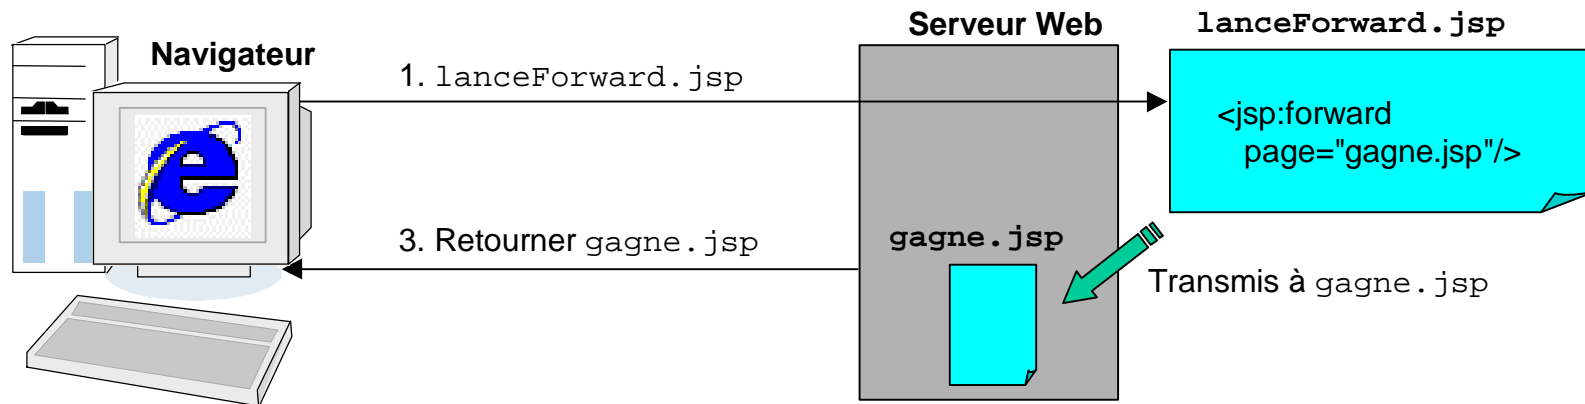 Navigateur
Serveur Web
lanceForward.jsp
1. lanceForward.jsp
<jsp:forward
page="gagne.jsp"/>
3. Retourner gagne.jsp
gagne.jsp
Transmis à gagne.jsp